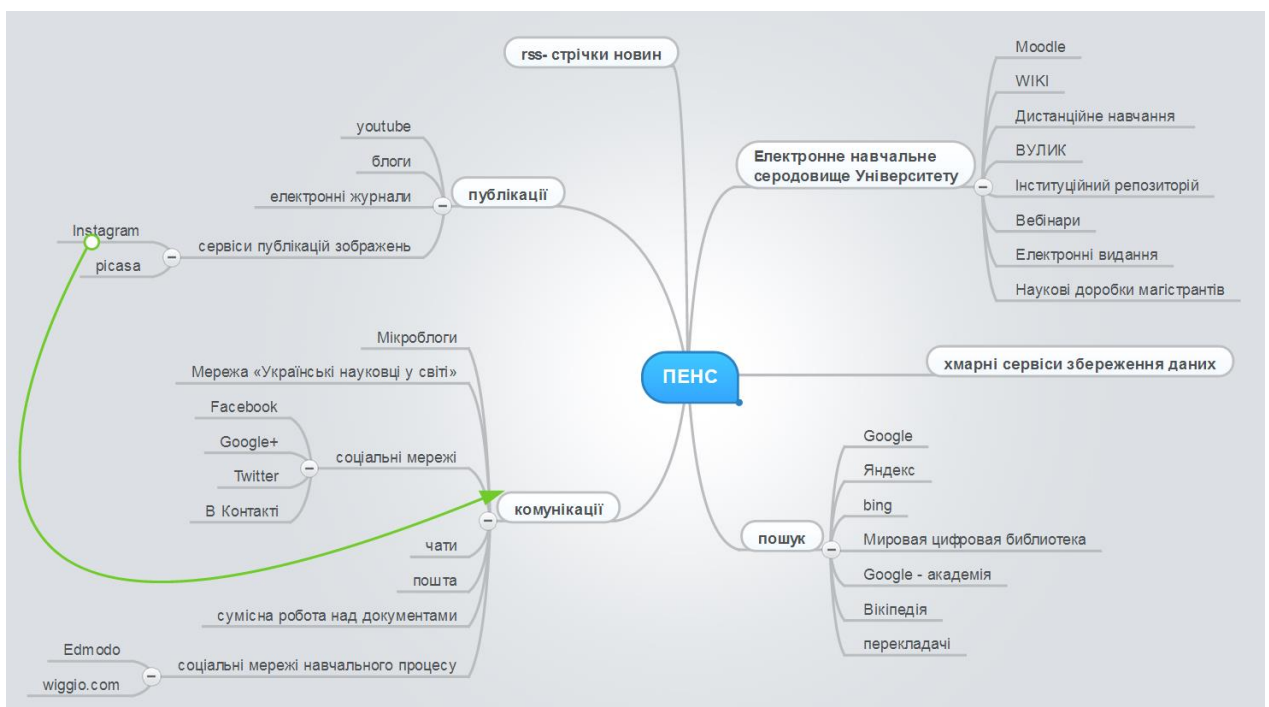 rss- стрічки новин
youtube
блоги
електронні журнали
публікації
Instagram
picasa
сервіси публікацій зображень
Мікроблоги
Мережа «Українські науковці у світі»
Facebook
Google+
Twitter
В Контакті
соціальні мережі
комунікації
чати
пошта
сумісна робота над документами
Edmodo
wiggio.com
соціальні мережі навчального процесу
ПЕНС
Електронне навчальне
серодовище Університету
Moodle
WIKI
Дистанційне навчання
ВУЛИК
Інституційний репозиторій
Вебінари
Електронні видання
Наукові доробки магістрантів
хмарні сервіси збереження даних
пошук
Google
Яндекс
bing
Мировая цифровая библиотека
Google - академія
Вікіпедія
перекладачі